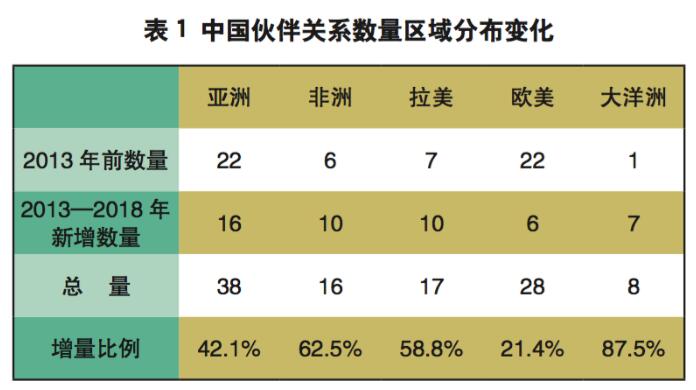 表 1 中国伙伴关系数量区域分布变化
亚洲 非洲 拉美 欧美 大洋洲
2013 年前数量 22 6 7 22 1
2013—2018 年
新增数量 16 10 10 6 7
总 量 38 16 17 28 8
增量比例 42.1% 62.5% 58.8% 21.4% 87.5%